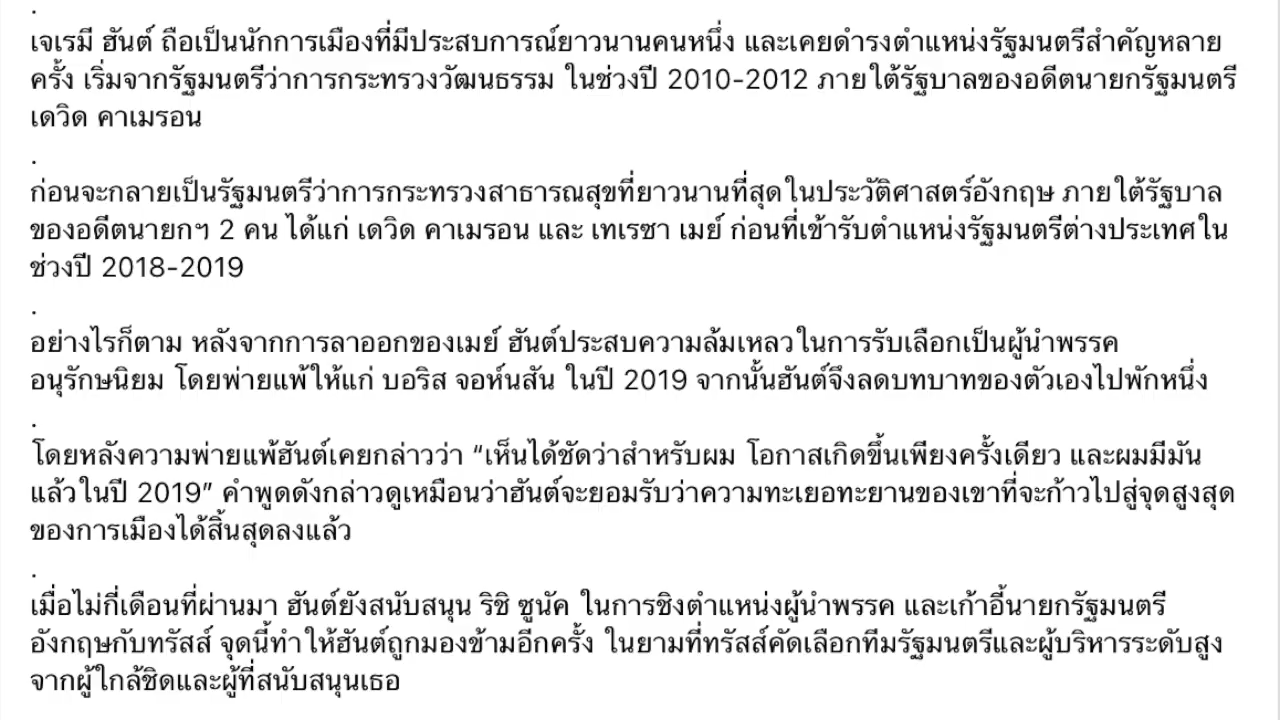 .
เจเรมี ฮันต์ ถือเป็นนักการเมืองที่มีประสบการณ์ยาวนานคนหนึ่ง และเคยดำรงตำแหน่งรัฐมนตรีสำคัญหลาย
ครั้ง เริ่มจากรัฐมนตรีว่าการกระทรวงวัฒนธรรม ในช่วงปี 2010-2012 ภายใต้รัฐบาลของอดีตนายกรัฐมนตรี
เดวิด คาเมรอน
.
ก่อนจะกลายเป็นรัฐมนตรีว่าการกระทรวงสาธารณสุขที่ยาวนานที่สุดในประวัติศาสตร์อังกฤษ ภายใต้รัฐบาล
ของอดีตนายกฯ 2 คน ได้แก่ เดวิด คาเมรอน และ เทเรซา เมย์ ก่อนที่เข้ารับตำแหน่งรัฐมนตรีต่างประเทศใน
ช่วงปี 2018-2019
.
อย่างไรก็ตาม หลังจากการลาออกของเมย์ ฮันต์ประสบความล้มเหลวในการรับเลือกเป็นผู้นำพรรค
อนุรักษนิยม โดยพ่ายแพ้ให้แก่ บอริส จอห์นสัน ในปี 2019 จากนั้นฮันต์จึงลดบทบาทของตัวเองไปพักหนึ่ง
.
โดยหลังความพ่ายแพ้ฮันต์เคยกล่าวว่า “เห็นได้ชัดว่าสำหรับผม โอกาสเกิดขึ้นเพียงครั้งเดียว และผมมีมัน
แล้วในปี 2019” คำพูดดังกล่าวดูเหมือนว่าฮันต์จะยอมรับว่าความทะเยอทะยานของเขาที่จะก้าวไปสู่จุดสูงสุด
ของการเมืองได้สิ้นสุดลงแล้ว
.
เมื่อไม่กี่เดือนที่ผ่านมา ฮันต์ยังสนับสนุน ริชิ ซูนัค ในการชิงตำแหน่งผู้นำพรรค และเก้าอี้นายกรัฐมนตรี
อังกฤษกับทรัสส์ จุดนี้ทำให้ฮันต์ถูกมองข้ามอีกครั้ง ในยามที่ทรัสส์คัดเลือกทีมรัฐมนตรีและผู้บริหารระดับสูง
จากผู้ใกล้ชิดและผู้ที่สนับสนุนเธอ